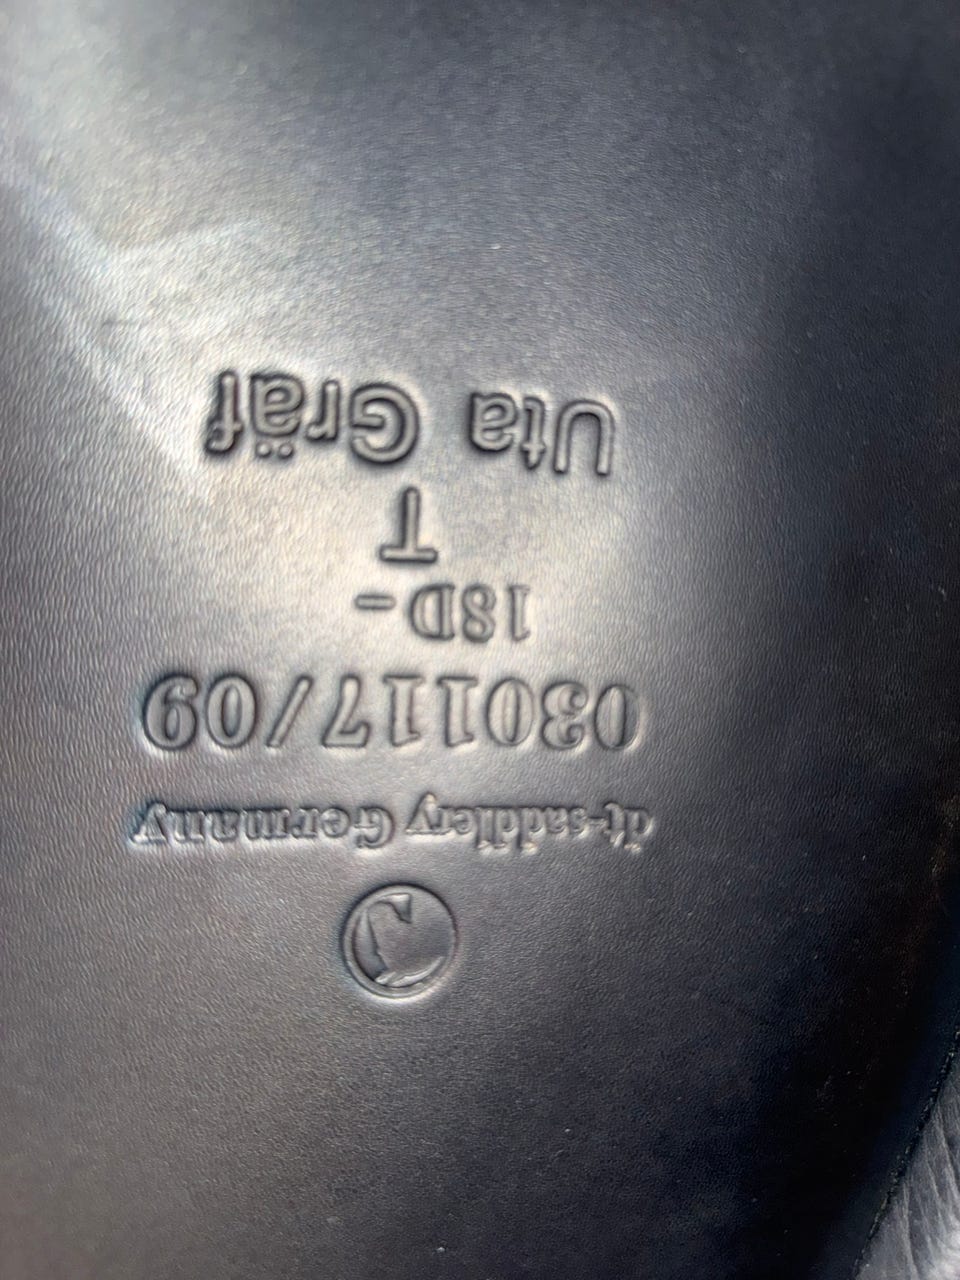 dt-saddlery Germany
030117/09
18D -
T
Uta Gräf